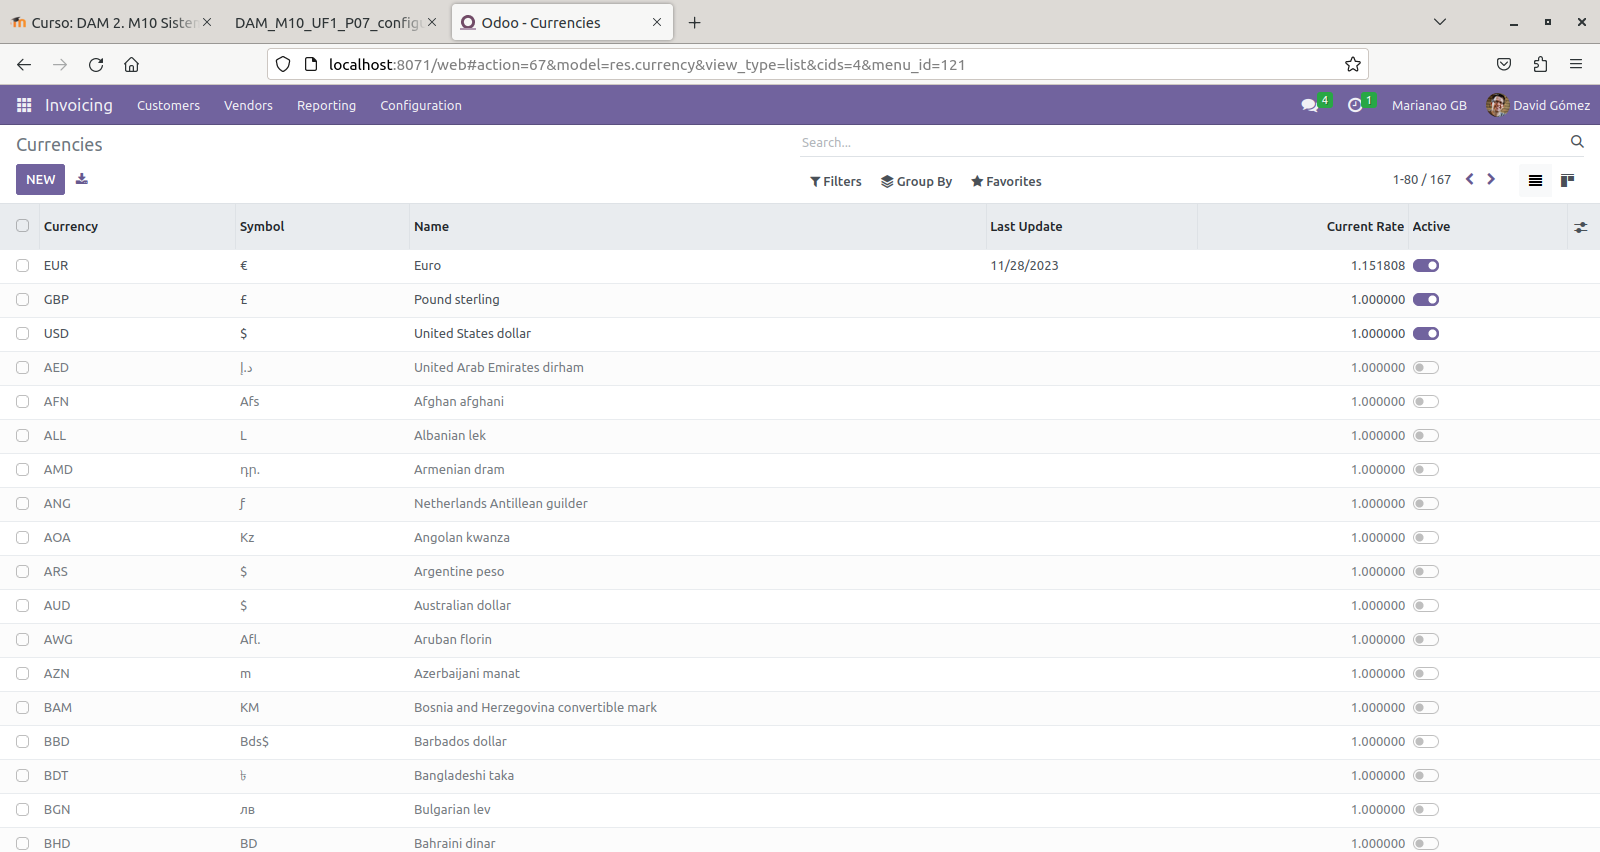 Curso: DAM 2. M10 Siste
DAM_M10_UF1_P07_config
Odoo - Currencies
localhost:8071/web#action=67&model=res.currency&view_type=list&cids=4&menu_id=121
Invoicing Customers Vendors Reporting Configuration 4 1 Marianao GB David Gómez
Currencies Search...
NEW Filters Group By Favorites 1-80 / 167
Currency Symbol Name Last Update Current Rate Active
EUR € Euro 11/28/2023 1.151808
GBP £ Pound sterling 1.000000
USD $ United States dollar 1.000000
AED د.إ United Arab Emirates dirham 1.000000
AFN Afs Afghan afghani 1.000000
ALL L Albanian lek 1.000000
AMD դր. Armenian dram 1.000000
ANG ƒ Netherlands Antillean guilder 1.000000
AOA Kz Angolan kwanza 1.000000
ARS $ Argentine peso 1.000000
AUD $ Australian dollar 1.000000
AWG Afl. Aruban florin 1.000000
AZN m Azerbaijani manat 1.000000
BAM KM Bosnia and Herzegovina convertible mark 1.000000
BBD Bds$ Barbados dollar 1.000000
BDT ৳ Bangladeshi taka 1.000000
BGN лв Bulgarian lev 1.000000
BHD BD Bahraini dinar 1.000000